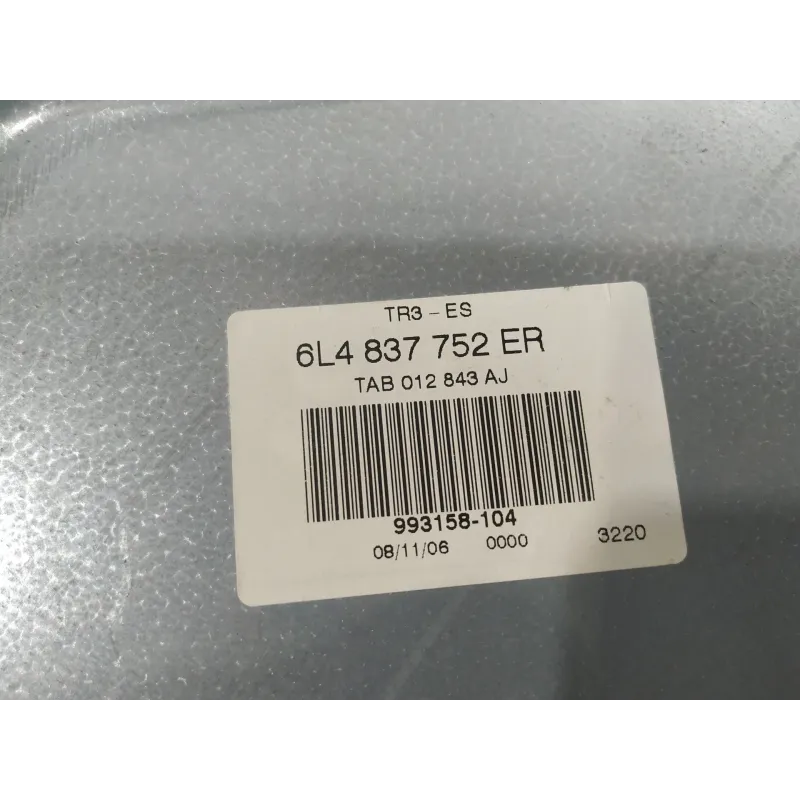 TR3 - ES
6L4 837 752 ER
TAB 012 843 AJ
993158-104
08/11/06 0000 3220